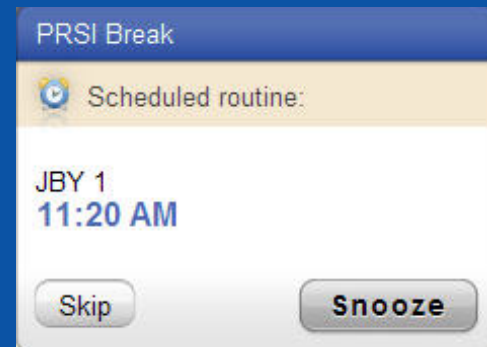 PRSI Break
Scheduled routine:
JBY 1
11:20 AM
Skip
Snooze